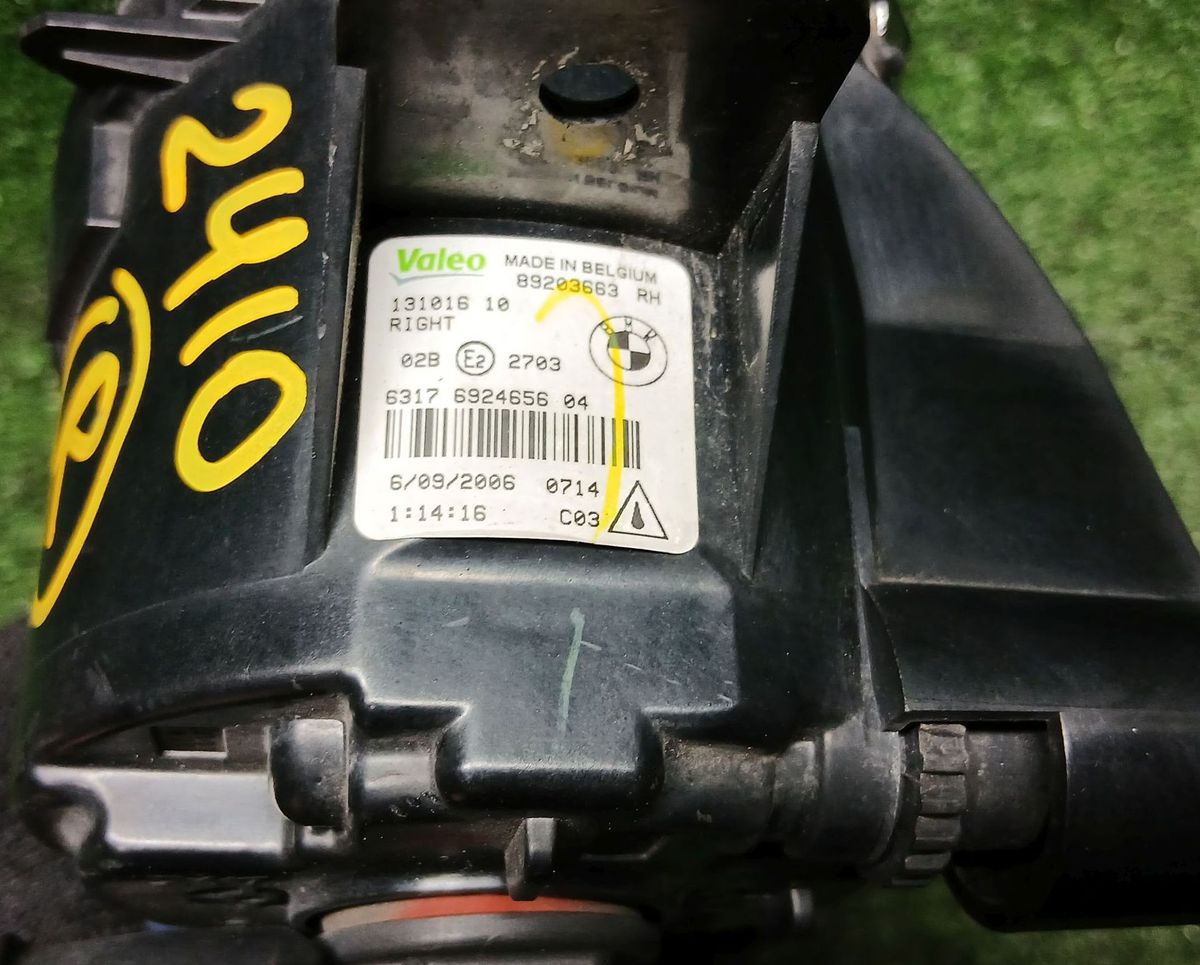 2410
Valeo MADE IN BELGIUM
89203663 RH
131016 10
RIGHT
BMW
02B E2 2703
6317 6924656 04
6/09/2006 0714
1:14:16 C03